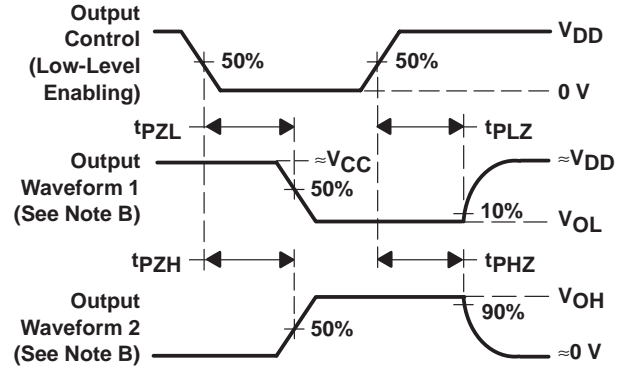 Output
Control
(Low-Level
Enabling)
50%
50%
VDD
0 V
tPZL
tPLZ
Output
Waveform 1
(See Note B)
≈VCC
50%
10%
≈VDD
VOL
tPZH
tPHZ
Output
Waveform 2
(See Note B)
50%
90%
VOH
≈0 V